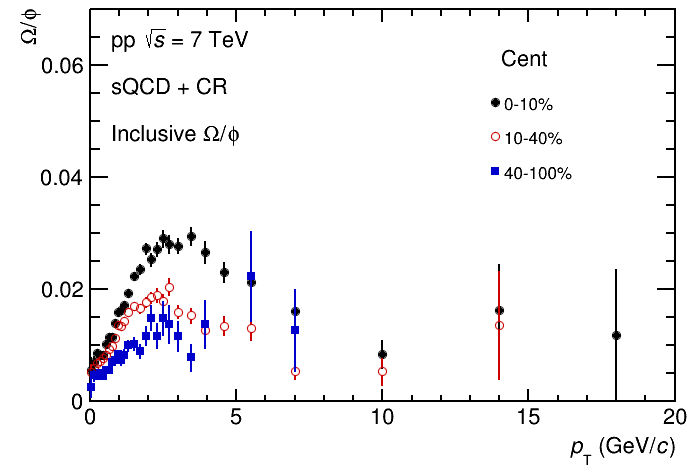 Ω/ϕ
pp √s = 7 TeV
sQCD + CR
Inclusive Ω/ϕ
Cent
0-10%
10-40%
40-100%
0.06
0.04
0.02
0
0 5 10 15 20
p_T (GeV/c)